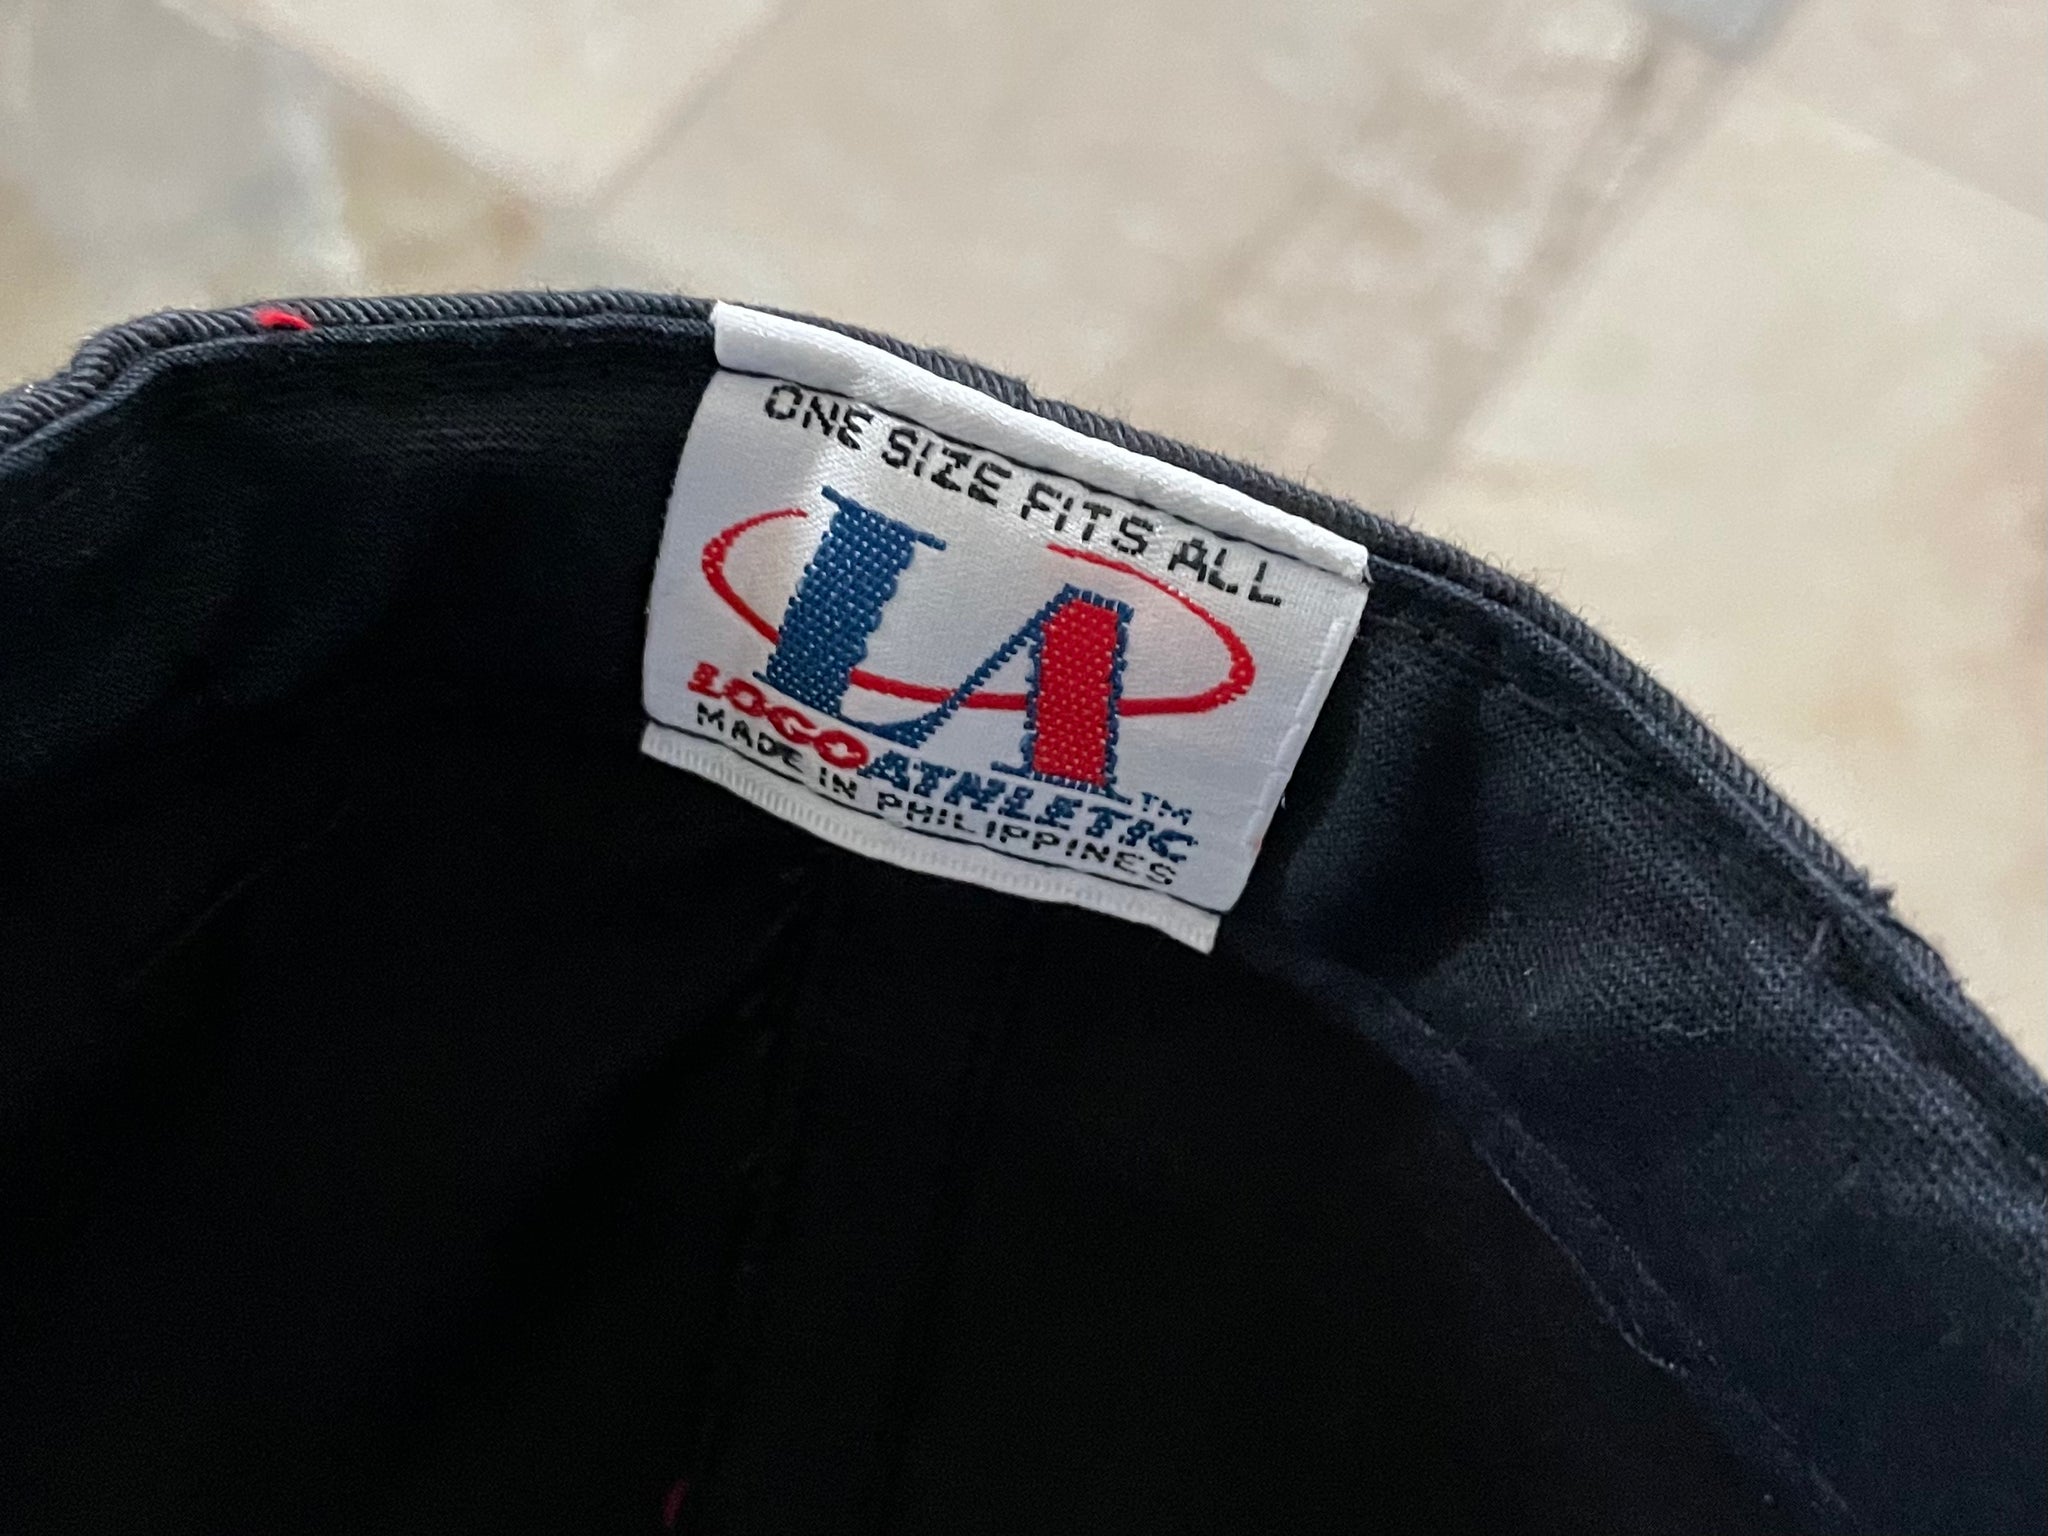 ONE SIZE FITS ALL
LA
LOGO ATHLETIC™
MADE IN PHILIPPINES